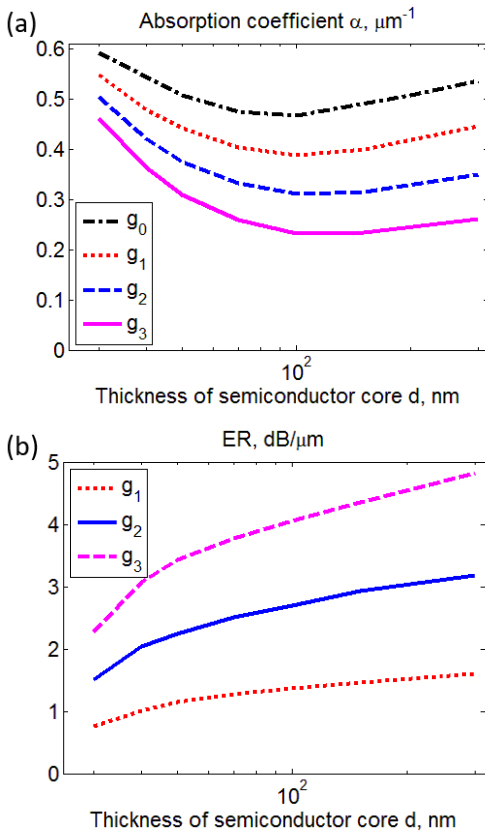 (a)
Absorption coefficient α, μm⁻¹
0.6
0.5
0.4
0.3
0.2
0.1
0
g₀
g₁
g₂
g₃
10²
Thickness of semiconductor core d, nm
(b)
ER, dB/μm
5
4
3
2
1
0
g₁
g₂
g₃
10²
Thickness of semiconductor core d, nm